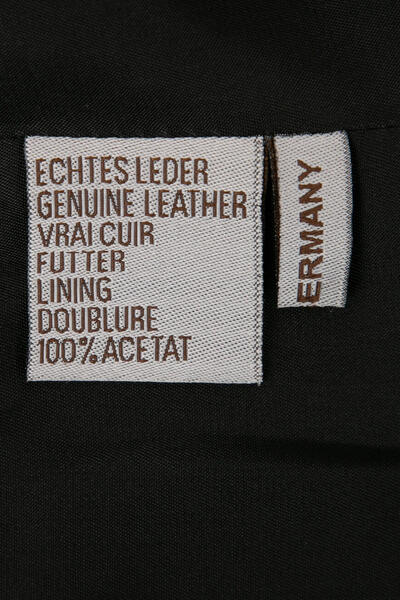 ECHTES LEDER
GENUINE LEATHER
VRAI CUIR
FUTTER
LINING
DOUBLURE
100% ACETAT
ERMANY